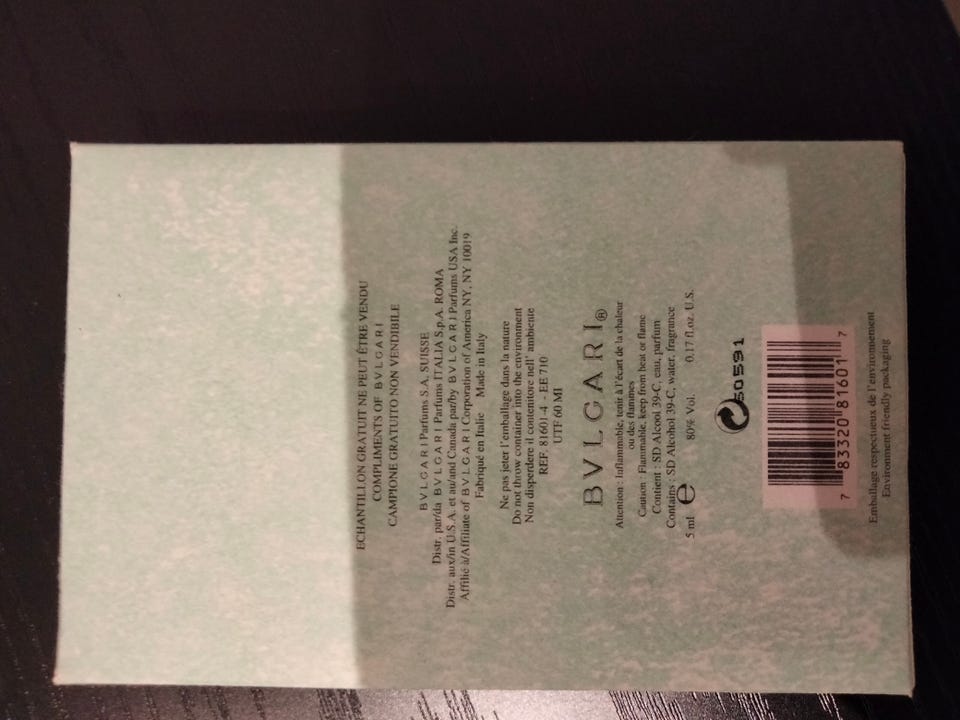 ECHANTILLON GRATUIT NE PEUT ÊTRE VENDU
COMPLIMENTS OF BVLGARI
CAMPIONE GRATUITO NON VENDIBILE
BVLGARI Parfums S.A. SUISSE
Distr. par/da BVLGARI Parfums ITALIA S.p.A. ROMA
Distr. aux/in U.S.A. et au/and Canada par/by BVLGARI Parfums USA Inc.
Affilié à/Affiliate of BVLGARI Corporation of America NY, NY 10019
Fabriqué en Italie Made in Italy
Ne pas jeter l'emballage dans la nature
Do not throw container into the environment
Non disperdere il contenitore nell' ambiente
REF. 81601-4 - EE 710
UTF 60 MI
BVLGARI®
Attention : Inflammable, tenir à l'écart de la chaleur
ou des flammes
Caution : Flammable, keep from heat or flame
Contient : SD Alcool 39-C, eau, parfum
Contains : SD Alcohol 39-C, water, fragrance
5 ml e 80% Vol. 0.17 fl.oz. U.S.
50591
7 83320 81601 7
Emballage respectueux de l'environnement
Environment friendly packaging